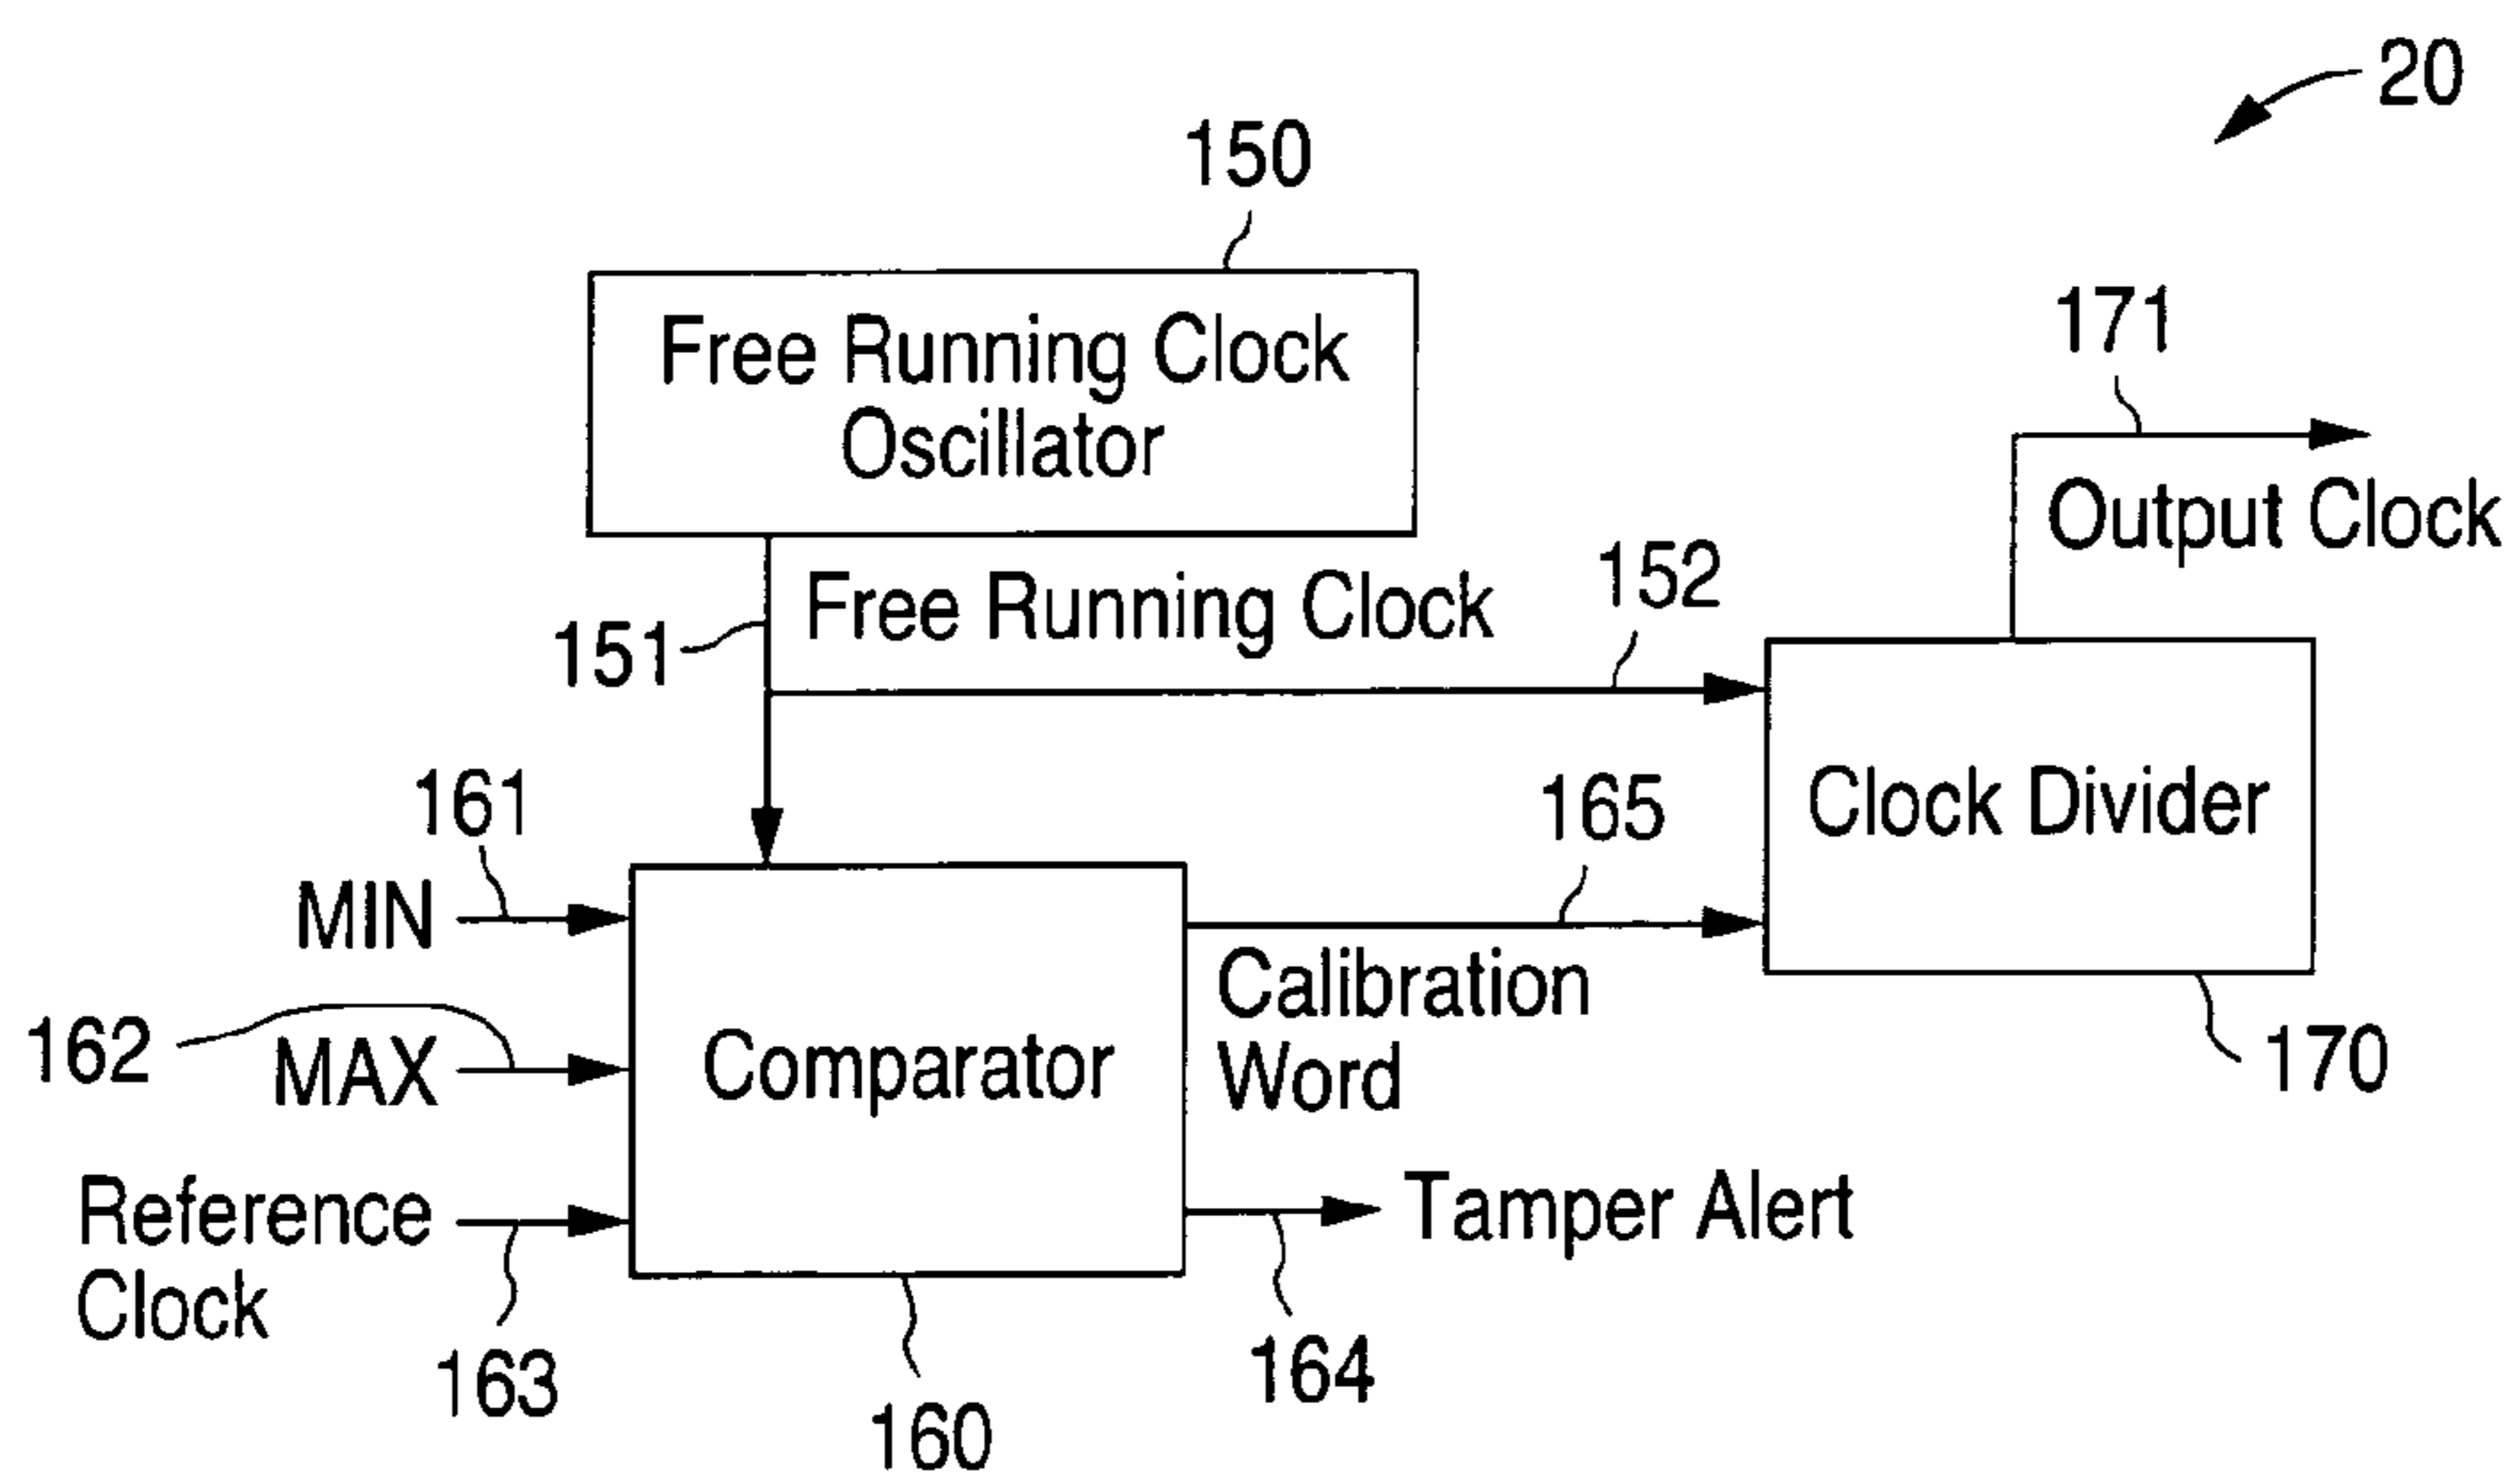 20
150
Free Running Clock
Oscillator
171
Output Clock
151
Free Running Clock
152
161
MIN
162
MAX
Reference
Clock
163
Comparator
160
165
Calibration
Word
Clock Divider
170
Tamper Alert
164